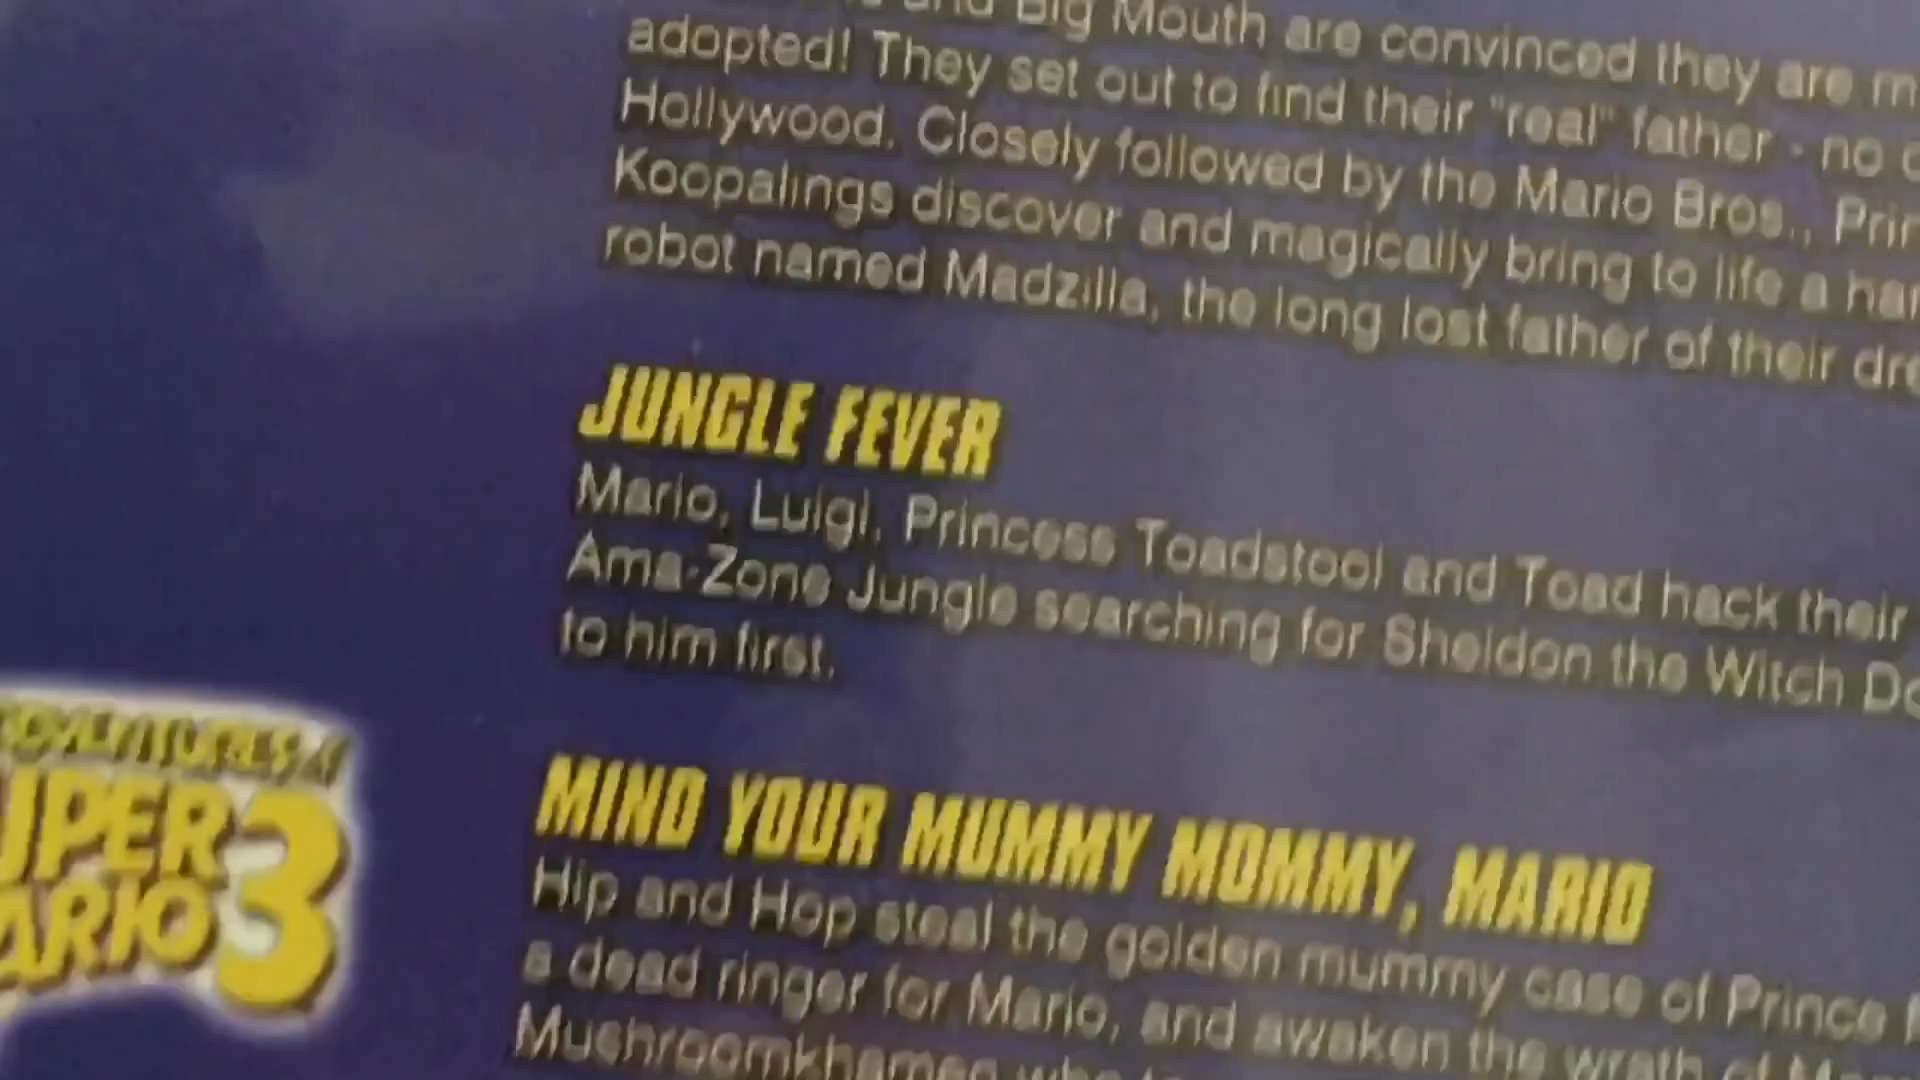 and Big Mouth are convinced they are
adopted! They set out to find their "real" father - no
Hollywood. Closely followed by the Mario Bros.,
Koopalings discover and magically bring to life a
robot named Madzilla, the long lost father of their
JUNGLE FEVER
Mario, Luigi, Princess Toadstool and Toad hack their
Ama-Zone Jungle searching for Sheldon the Witch
to him first.
MIND YOUR MUMMY MOMMY, MARIO
Hip and Hop steal the golden mummy case of Prince
a dead ringer for Mario, and awaken the wrath of
Mushroomkhamen who
ADVENTURES of
SUPER
MARIO 3